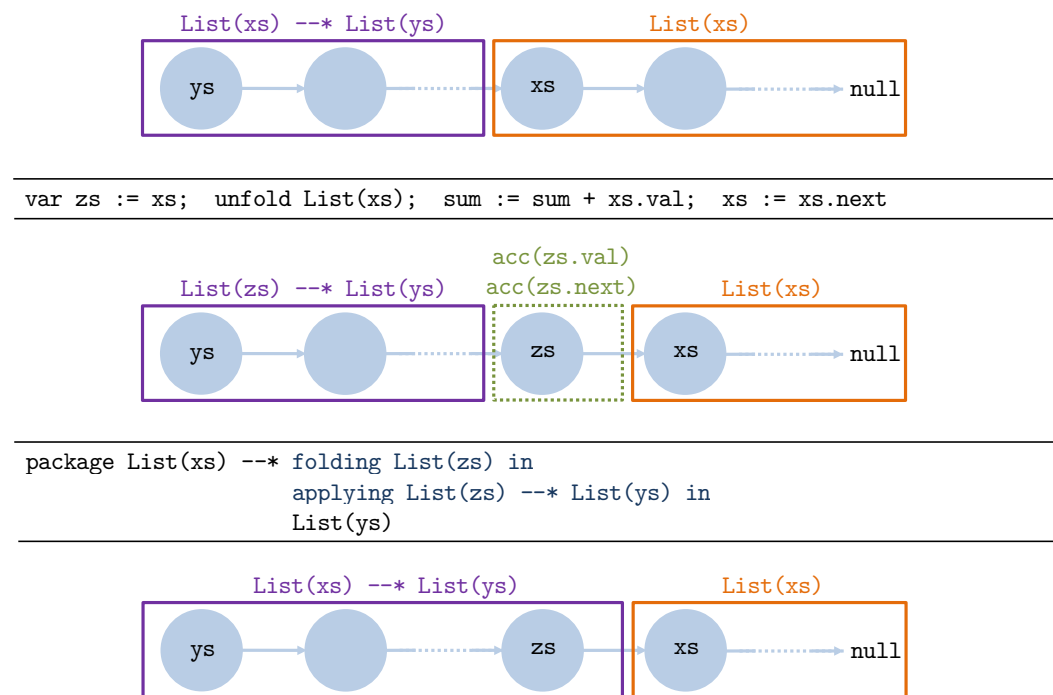 List(xs) --* List(ys) List(xs)
ys xs null
var zs := xs; unfold List(xs); sum := sum + xs.val; xs := xs.next
acc(zs.val)
List(zs) --* List(ys) acc(zs.next) List(xs)
ys zs xs null
package List(xs) --* folding List(zs) in
applying List(zs) --* List(ys) in
List(ys)
List(xs) --* List(ys) List(xs)
ys zs xs null